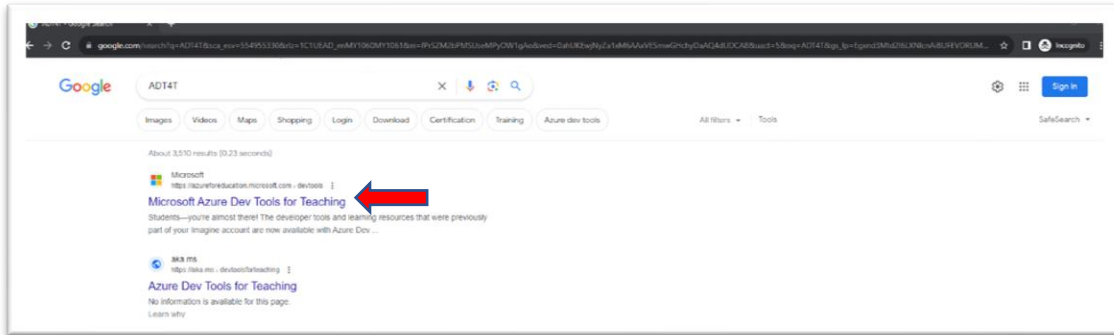 google.com/search?q=ADT4T
Incognito
Google
ADT4T
Sign in
Images Videos Maps Shopping Login Download Certification Training Azure dev tools All filters Tools SafeSearch
About 3,510 results (0.23 seconds)
Microsoft
https://azureforeducation.microsoft.com › devtools
Microsoft Azure Dev Tools for Teaching
Students—you're almost there! The developer tools and learning resources that were previously
part of your Imagine account are now available with Azure Dev ...
aka.ms
https://aka.ms › devtoolsforteaching
Azure Dev Tools for Teaching
No information is available for this page.
Learn why